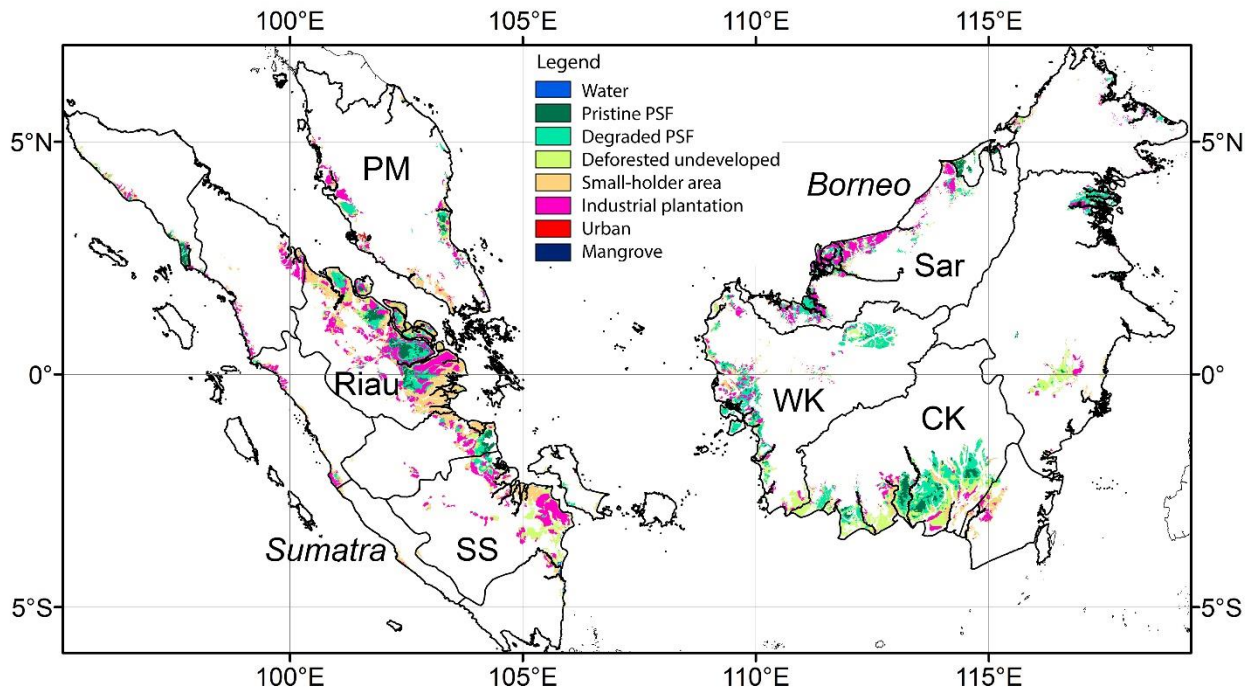 100°E 105°E 110°E 115°E
Legend
Water
Pristine PSF
Degraded PSF
Deforested undeveloped
Small-holder area
Industrial plantation
Urban
Mangrove
5°N 5°N
PM
Borneo
Sar
0° 0°
Riau
WK
CK
Sumatra
SS
5°S 5°S
100°E 105°E 110°E 115°E